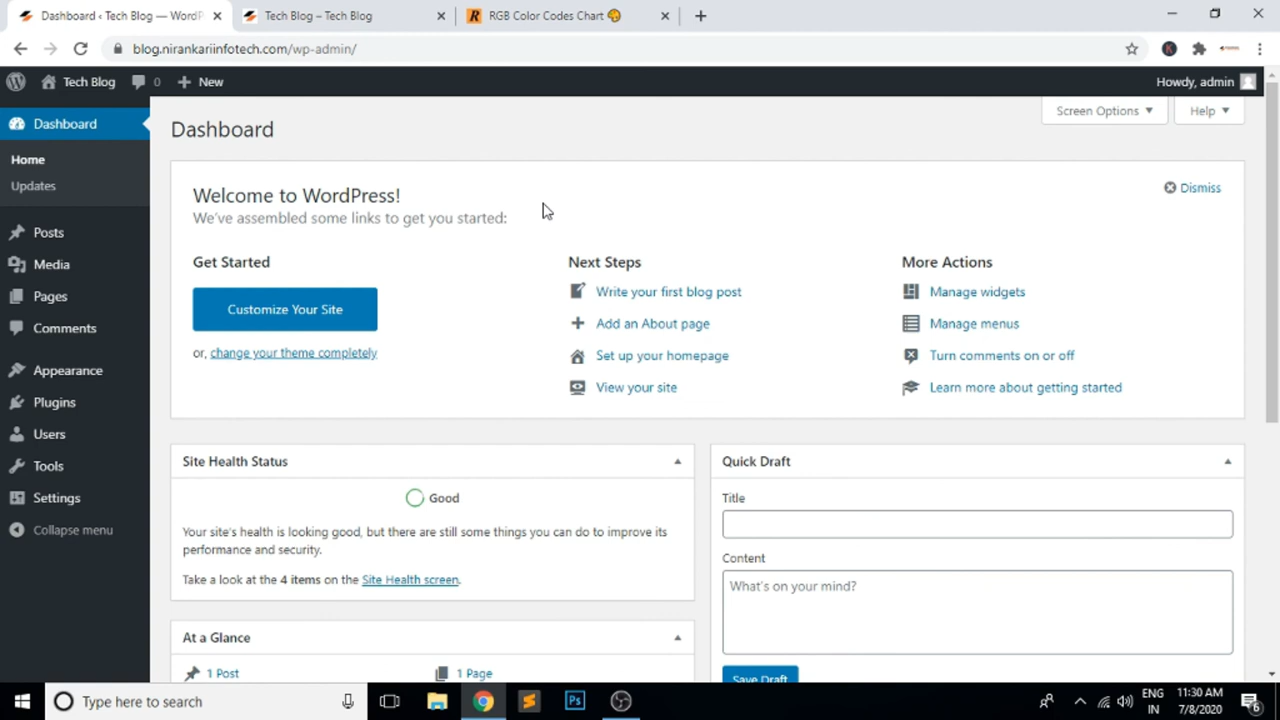 Dashboard ‹ Tech Blog — WordP
Tech Blog – Tech Blog
RGB Color Codes Chart
blog.nirankariinfotech.com/wp-admin/
Tech Blog
0
New
Howdy, admin
Dashboard
Home
Updates
Posts
Media
Pages
Comments
Appearance
Plugins
Users
Tools
Settings
Collapse menu
Dashboard
Screen Options
Help
Welcome to WordPress!
We've assembled some links to get you started:
Dismiss
Get Started
Customize Your Site
or, change your theme completely
Next Steps
Write your first blog post
Add an About page
Set up your homepage
View your site
More Actions
Manage widgets
Manage menus
Turn comments on or off
Learn more about getting started
Site Health Status
Good
Your site's health is looking good, but there are still some things you can do to improve its
performance and security.
Take a look at the 4 items on the Site Health screen.
At a Glance
1 Post
1 Page
Quick Draft
Title
Content
What's on your mind?
Save Draft
Type here to search
Ps
ENG
IN
11:30 AM
7/8/2020
6